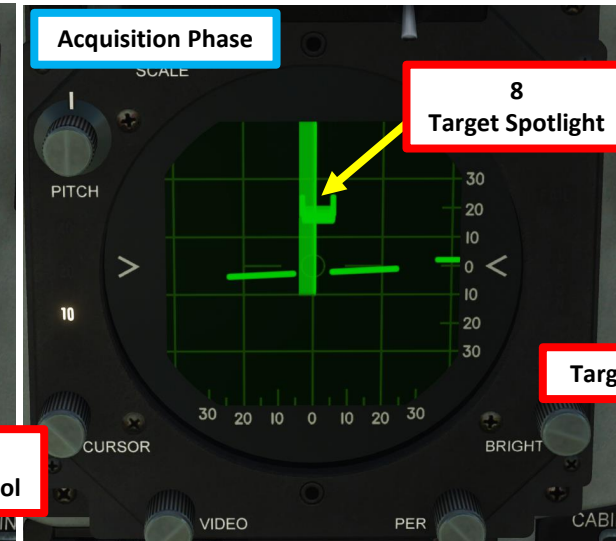 Acquisition Phase
SCALE
8
Target Spotlight
PITCH
30
20
10
0
10
20
30
> <
10
30 20 10 0 10 20 30
Targ
CURSOR
BRIGHT
ol
VIDEO
PER
CABI
IN